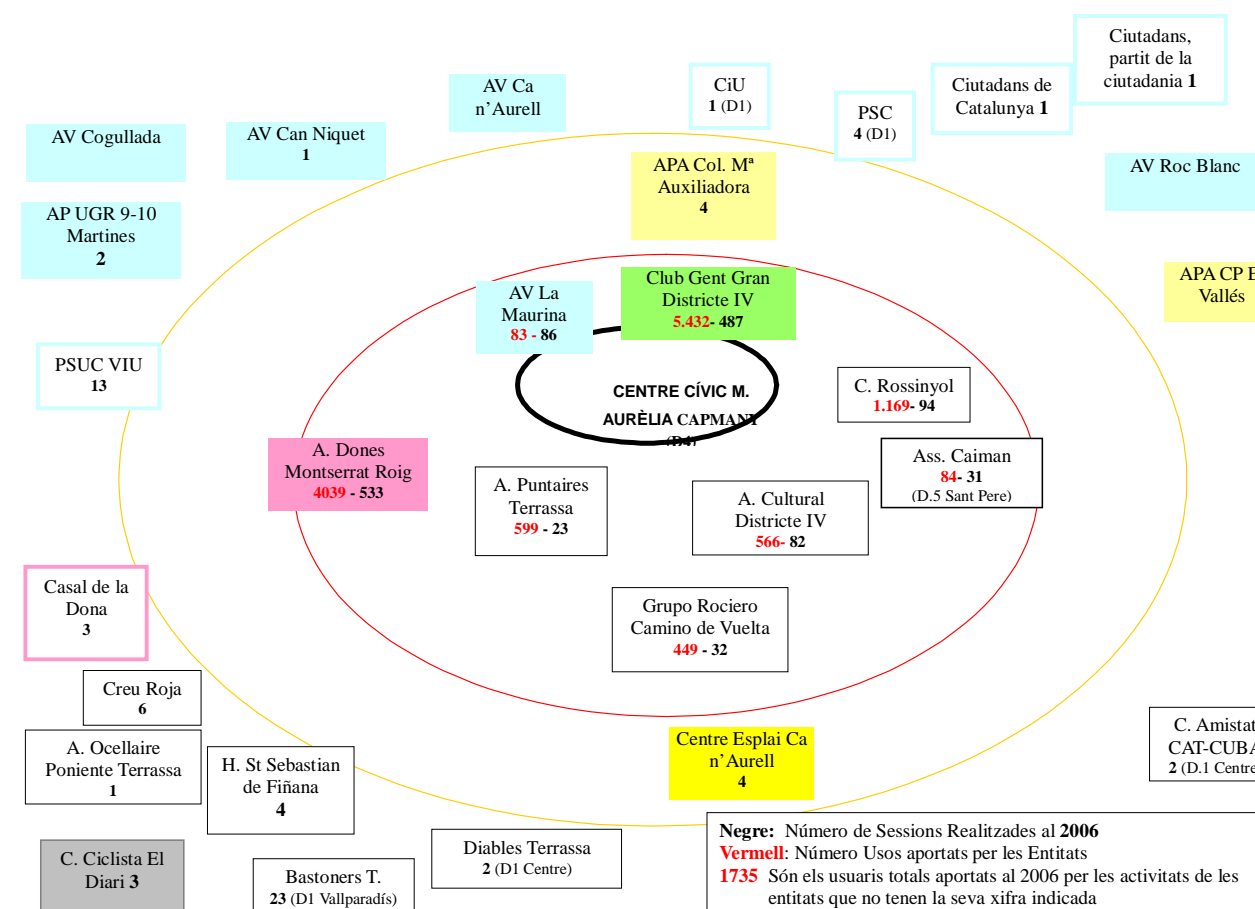 Ciutadans,
partit de la
ciutadania 1
CiU
1 (D1)
Ciutadans de
Catalunya 1
AV Ca
n'Aurell
PSC
4 (D1)
AV Cogullada
AV Can Niquet
1
APA Col. Mª
Auxiliadora
4
AV Roc Blanc
AP UGR 9-10
Martines
2
Club Gent Gran
Districte IV
5.432- 487
APA CP E
Vallés
AV La
Maurina
83 - 86
PSUC VIU
13
CENTRE CÍVIC M.
AURÈLIA CAPMANY
(D4)
C. Rossinyol
1.169- 94
A. Dones
Montserrat Roig
4039 - 533
Ass. Caiman
84- 31
(D.5 Sant Pere)
A. Puntaires
Terrassa
599 - 23
A. Cultural
Districte IV
566- 82
Casal de la
Dona
3
Grupo Rociero
Camino de Vuelta
449 - 32
Creu Roja
6
A. Ocellaire
Poniente Terrassa
1
H. St Sebastian
de Fiñana
4
Centre Esplai Ca
n'Aurell
4
C. Amistat
CAT-CUBA
2 (D.1 Centre
C. Ciclista El
Diari 3
Bastoners T.
23 (D1 Vallparadís)
Diables Terrassa
2 (D1 Centre)
Negre: Número de Sessions Realitzades al 2006
Vermell: Número Usos aportats per les Entitats
1735 Són els usuaris totals aportats al 2006 per les activitats de les
entitats que no tenen la seva xifra indicada